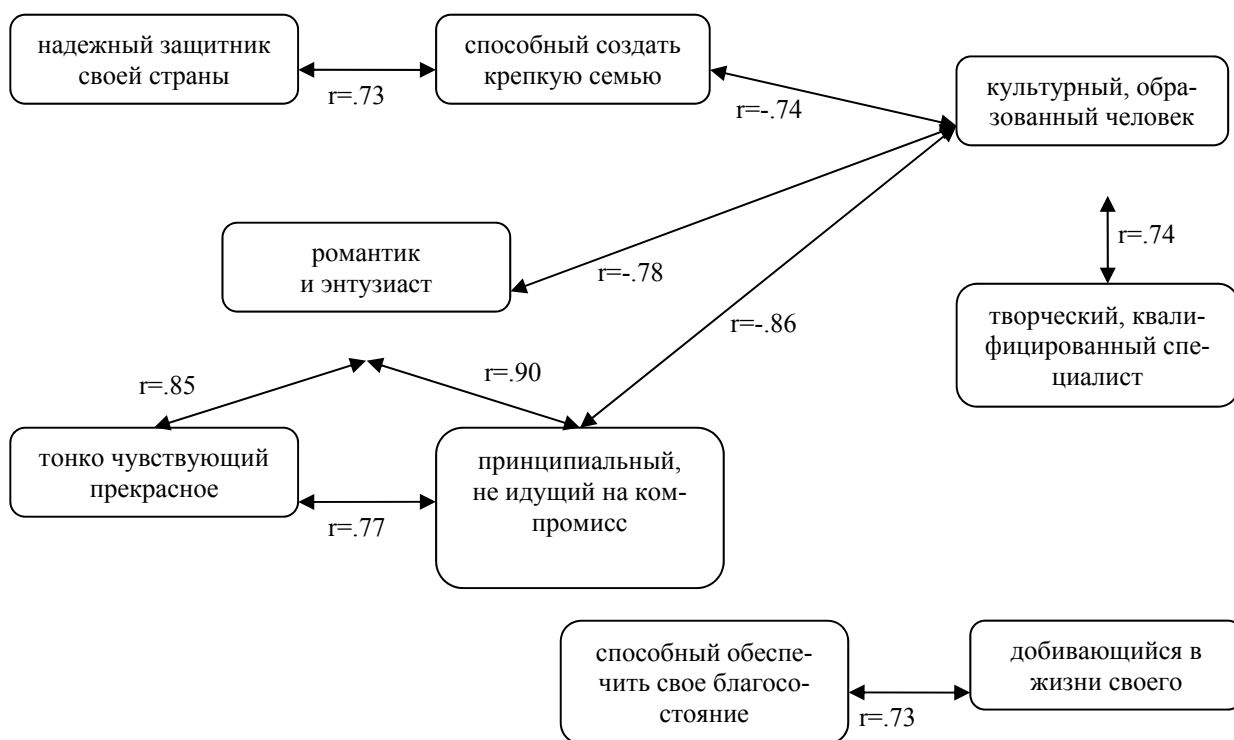 надежный защитник
своей страны
r=.73
способный создать
крепкую семью
r=-.74
культурный, обра-
зованный человек
романтик
и энтузиаст
r=-.78
r=-.86
r=.74
творческий, квали-
фицированный спе-
циалист
r=.85
r=.90
тонко чувствующий
прекрасное
r=.77
принципиальный,
не идущий на ком-
промисс
способный обеспе-
чить свое благосо-
стояние
r=.73
добивающийся в
жизни своего